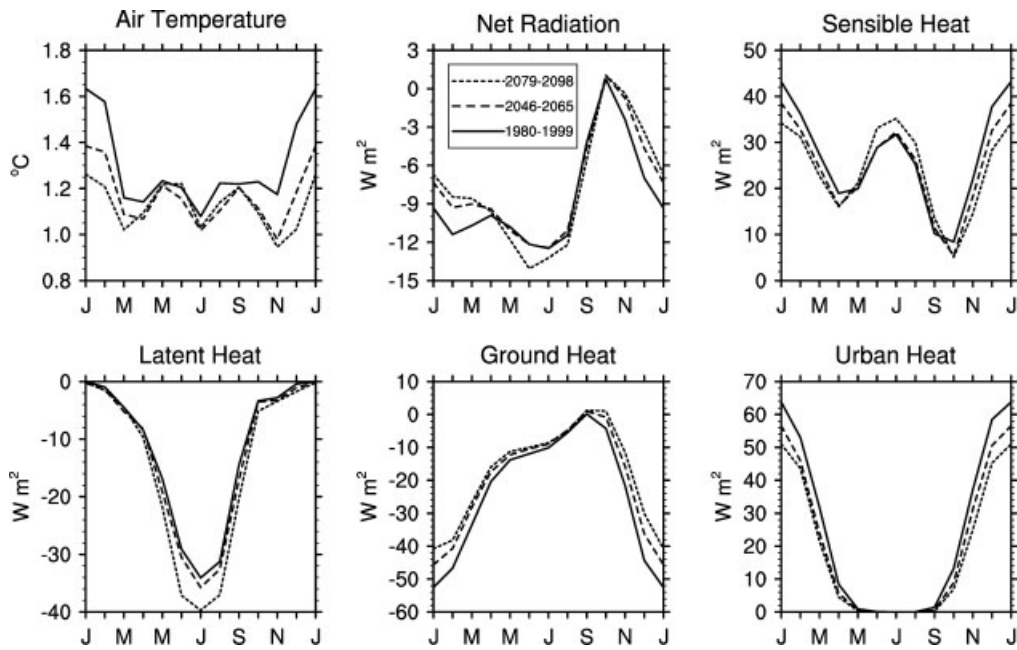 Air Temperature
1.8
1.6
1.4
1.2
1.0
0.8
°C
J M M J S N J
Net Radiation
3
0
-3
-6
-9
-12
-15
W m²
2079-2098
2046-2065
1980-1999
J M M J S N J
Sensible Heat
50
40
30
20
10
0
W m²
J M M J S N J
Latent Heat
0
-10
-20
-30
-40
W m²
J M M J S N J
Ground Heat
10
0
-10
-20
-30
-40
-50
-60
W m²
J M M J S N J
Urban Heat
70
60
50
40
30
20
10
0
W m²
J M M J S N J